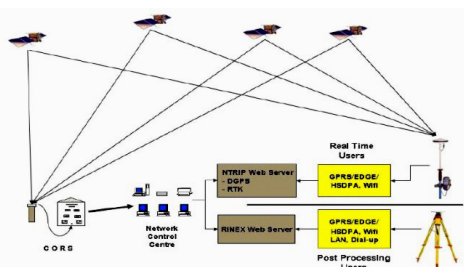 Real Time
Users
NTRIP Web Server
- DGPS
- RTK
GPRS/EDGE/
HSDPA, Wifi
CORS
Network
Control
Centre
RINEX Web Server
GPRS/EDGE/
HSDPA, Wifi
LAN, Dial-up
Post Processing
Users